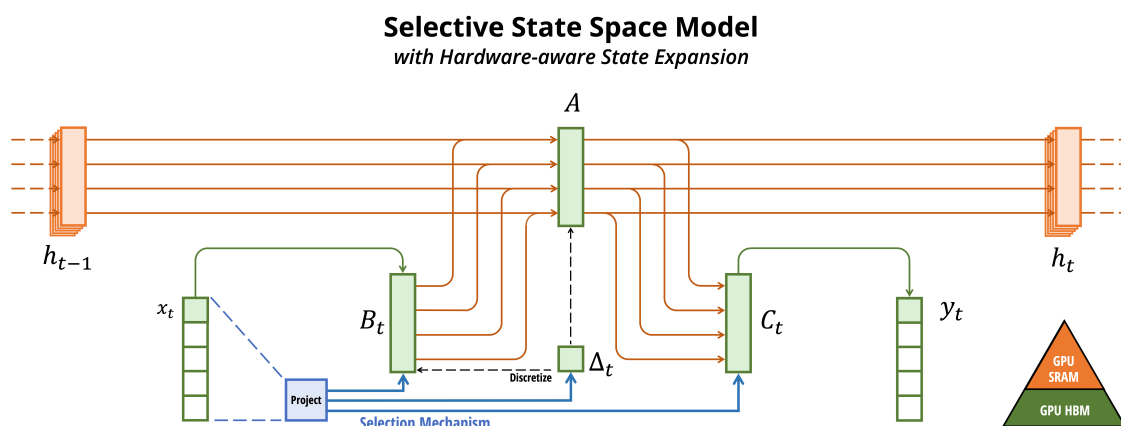 Selective State Space Model
with Hardware-aware State Expansion
A
h_{t-1}
h_t
x_t
B_t
C_t
y_t
Δ_t
GPU
SRAM
Discretize
Project
GPU HBM
Selection Mechanism